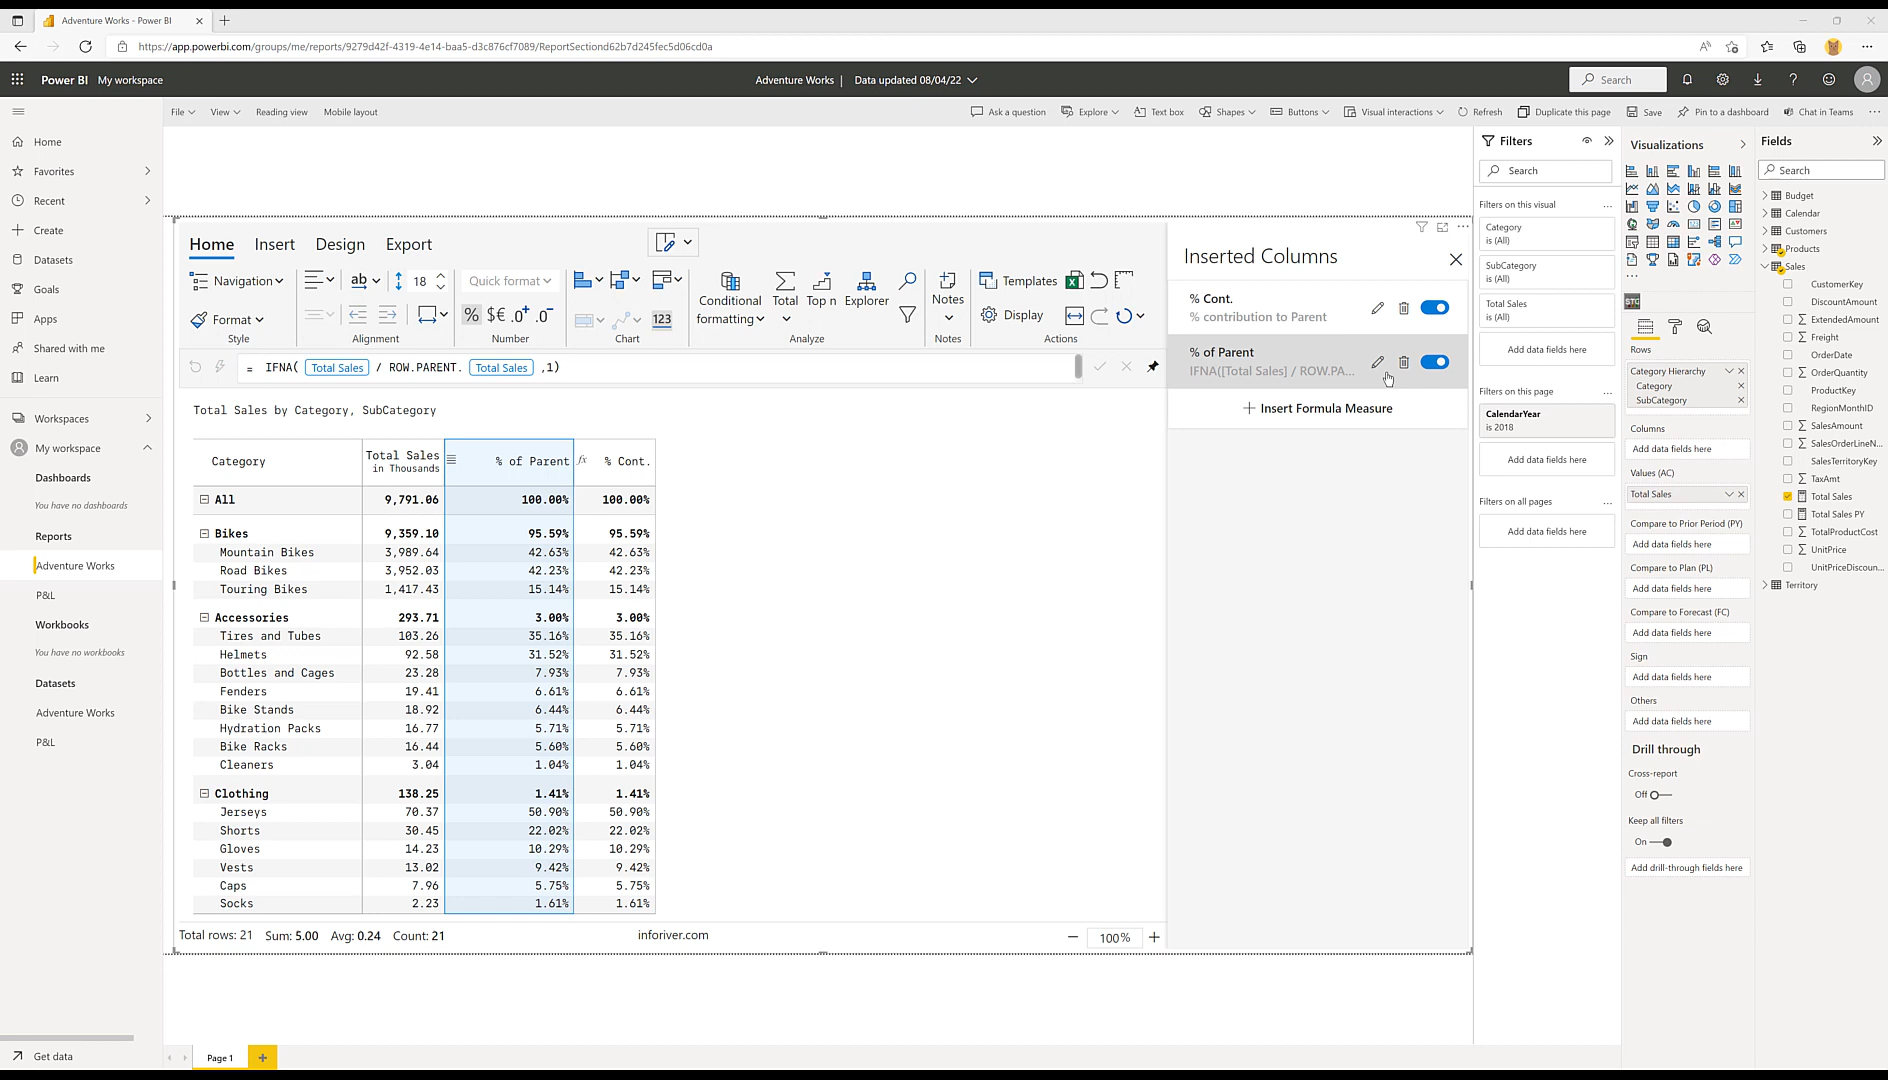 Adventure Works - Power BI
https://app.powerbi.com/groups/me/reports/9279d42f-4319-4e14-baa5-d3c876cf7089/ReportSectiond62b7d245fec5d06cd0a
Power BI My workspace
Adventure Works | Data updated 08/04/22
Search
File View Reading view Mobile layout
Ask a question Explore Text box Shapes Buttons Visual interactions Refresh Duplicate this page Save Pin to a dashboard Chat in Teams
Home
Favorites
Recent
Create
Datasets
Goals
Apps
Shared with me
Learn
Workspaces
My workspace
Dashboards
You have no dashboards
Reports
Adventure Works
P&L
Workbooks
You have no workbooks
Datasets
Adventure Works
P&L
Get data
Home Insert Design Export
Navigation
Format
Style
ab 18
Alignment
Quick format
% $€ .0+ .0-
Number
123
Chart
Conditional formatting
Total
Top n
Explorer
Analyze
Notes
Notes
Templates
Display
Actions
= IFNA( Total Sales / ROW.PARENT. Total Sales ,1)
Total Sales by Category, SubCategory
Category Total Sales in Thousands % of Parent fx % Cont.
All 9,791.06 100.00% 100.00%
Bikes 9,359.10 95.59% 95.59%
Mountain Bikes 3,989.64 42.63% 42.63%
Road Bikes 3,952.03 42.23% 42.23%
Touring Bikes 1,417.43 15.14% 15.14%
Accessories 293.71 3.00% 3.00%
Tires and Tubes 103.26 35.16% 35.16%
Helmets 92.58 31.52% 31.52%
Bottles and Cages 23.28 7.93% 7.93%
Fenders 19.41 6.61% 6.61%
Bike Stands 18.92 6.44% 6.44%
Hydration Packs 16.77 5.71% 5.71%
Bike Racks 16.44 5.60% 5.60%
Cleaners 3.04 1.04% 1.04%
Clothing 138.25 1.41% 1.41%
Jerseys 70.37 50.90% 50.90%
Shorts 30.45 22.02% 22.02%
Gloves 14.23 10.29% 10.29%
Vests 13.02 9.42% 9.42%
Caps 7.96 5.75% 5.75%
Socks 2.23 1.61% 1.61%
Total rows: 21 Sum: 5.00 Avg: 0.24 Count: 21
inforiver.com
100%
Page 1
Inserted Columns
% Cont.
% contribution to Parent
% of Parent
IFNA([Total Sales] / ROW.PA...
Insert Formula Measure
Filters
Search
Filters on this visual
Category
is (All)
SubCategory
is (All)
Total Sales
is (All)
Add data fields here
Filters on this page
CalendarYear
is 2018
Add data fields here
Filters on all pages
Add data fields here
Visualizations
Rows
Category Hierarchy
Category
SubCategory
Columns
Add data fields here
Values (AC)
Total Sales
Compare to Prior Period (PY)
Add data fields here
Compare to Plan (PL)
Add data fields here
Compare to Forecast (FC)
Add data fields here
Sign
Add data fields here
Others
Add data fields here
Drill through
Cross-report
Off
Keep all filters
On
Add drill-through fields here
Fields
Search
Budget
Calendar
Customers
Products
Sales
CustomerKey
DiscountAmount
ExtendedAmount
Freight
OrderDate
OrderQuantity
ProductKey
RegionMonthID
SalesAmount
SalesOrderLineN...
SalesTerritoryKey
TaxAmt
Total Sales
Total Sales PY
TotalProductCost
UnitPrice
UnitPriceDiscoun...
Territory